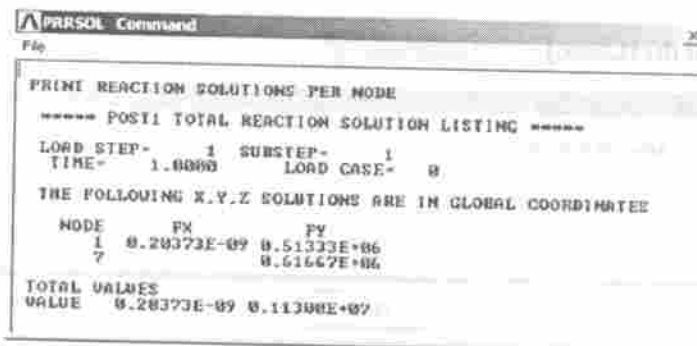 PRRSOL Command
File
PRINT REACTION SOLUTIONS PER NODE
***** POST1 TOTAL REACTION SOLUTION LISTING *****
LOAD STEP= 1 SUBSTEP= 1
TIME= 1.0000 LOAD CASE= 0
THE FOLLOWING X,Y,Z SOLUTIONS ARE IN GLOBAL COORDINATES
NODE FX FY
1 0.20373E-09 0.51333E+06
7 0.61667E+06
TOTAL VALUES
VALUE 0.20373E-09 0.11300E+07